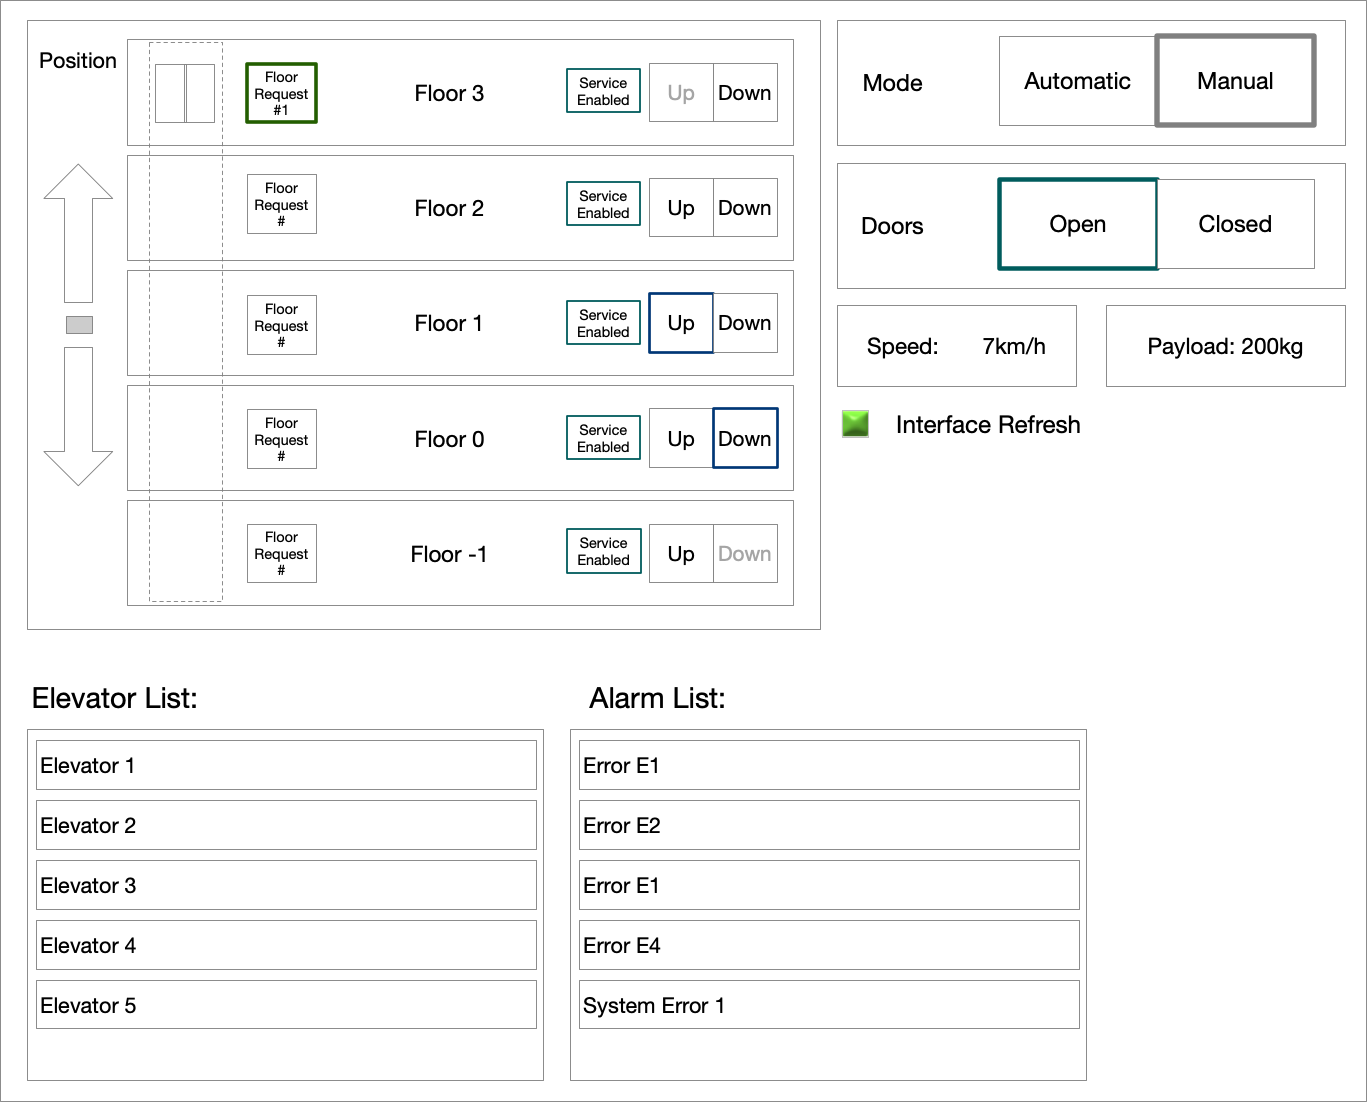 Position
Floor
Request
#1
Floor 3
Service
Enabled
Up
Down
Floor
Request
#
Floor 2
Service
Enabled
Up
Down
Floor
Request
#
Floor 1
Service
Enabled
Up
Down
Floor
Request
#
Floor 0
Service
Enabled
Up
Down
Floor
Request
#
Floor -1
Service
Enabled
Up
Down
Mode
Automatic
Manual
Doors
Open
Closed
Speed: 7km/h
Payload: 200kg
Interface Refresh
Elevator List:
Elevator 1
Elevator 2
Elevator 3
Elevator 4
Elevator 5
Alarm List:
Error E1
Error E2
Error E1
Error E4
System Error 1